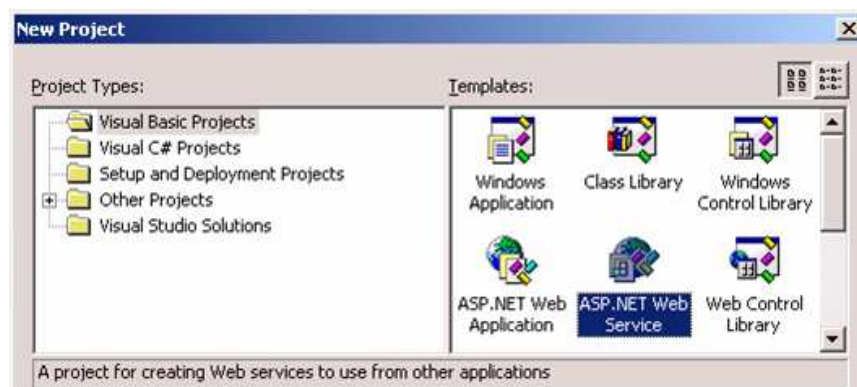 New Project
Project Types:
Templates:
Visual Basic Projects
Visual C# Projects
Setup and Deployment Projects
Other Projects
Visual Studio Solutions
Windows
Application
Class Library
Windows
Control Library
ASP.NET Web
Application
ASP.NET Web
Service
Web Control
Library
A project for creating Web services to use from other applications